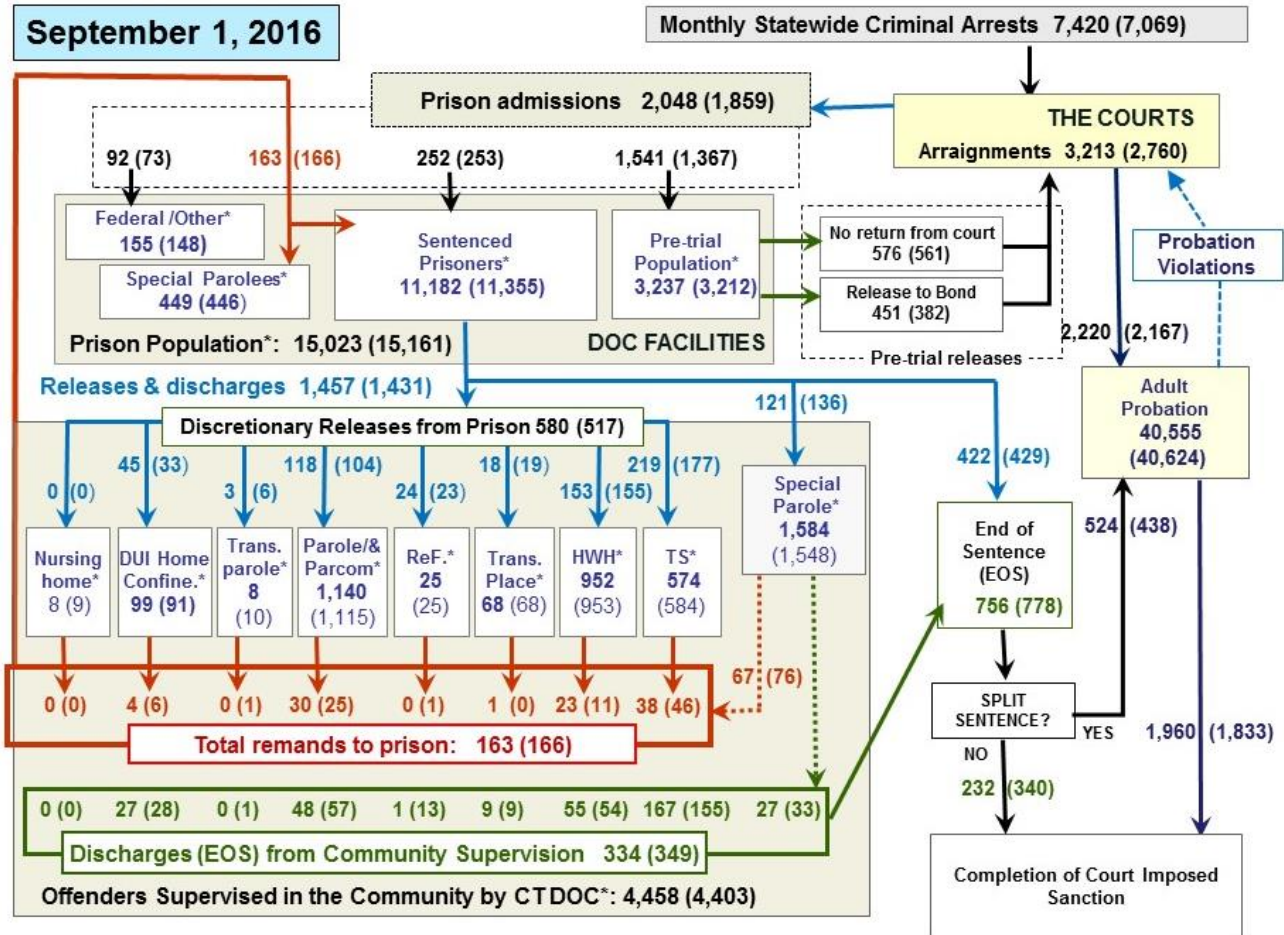 September 1, 2016
Monthly Statewide Criminal Arrests 7,420 (7,069)
Prison admissions 2,048 (1,859)
THE COURTS
Arraignments 3,213 (2,760)
92 (73)
163 (166)
252 (253)
1,541 (1,367)
Federal /Other*
155 (148)
Special Parolees*
449 (446)
Sentenced
Prisoners*
11,182 (11,355)
Pre-trial
Population*
3,237 (3,212)
No return from court
576 (561)
Release to Bond
451 (382)
Pre-trial releases
Probation
Violations
Prison Population*: 15,023 (15,161)
DOC FACILITIES
2,220 (2,167)
Releases & discharges 1,457 (1,431)
121 (136)
Adult
Probation
40,555
(40,624)
Discretionary Releases from Prison 580 (517)
45 (33)
118 (104)
18 (19)
219 (177)
0 (0)
3 (6)
24 (23)
153 (155)
422 (429)
Special
Parole*
1,584
(1,548)
524 (438)
Nursing
home*
8 (9)
DUI Home
Confine.*
99 (91)
Trans.
parole*
8
(10)
Parole/&
Parcom*
1,140
(1,115)
ReF.*
25
(25)
Trans.
Place*
68 (68)
HWH*
952
(953)
TS*
574
(584)
End of
Sentence
(EOS)
756 (778)
67 (76)
0 (0) 4 (6) 0 (1) 30 (25) 0 (1) 1 (0) 23 (11) 38 (46)
Total remands to prison: 163 (166)
SPLIT
SENTENCE?
YES
NO
1,960 (1,833)
232 (340)
0 (0) 27 (28) 0 (1) 48 (57) 1 (13) 9 (9) 55 (54) 167 (155) 27 (33)
Discharges (EOS) from Community Supervision 334 (349)
Offenders Supervised in the Community by CTDOC*: 4,458 (4,403)
Completion of Court Imposed
Sanction